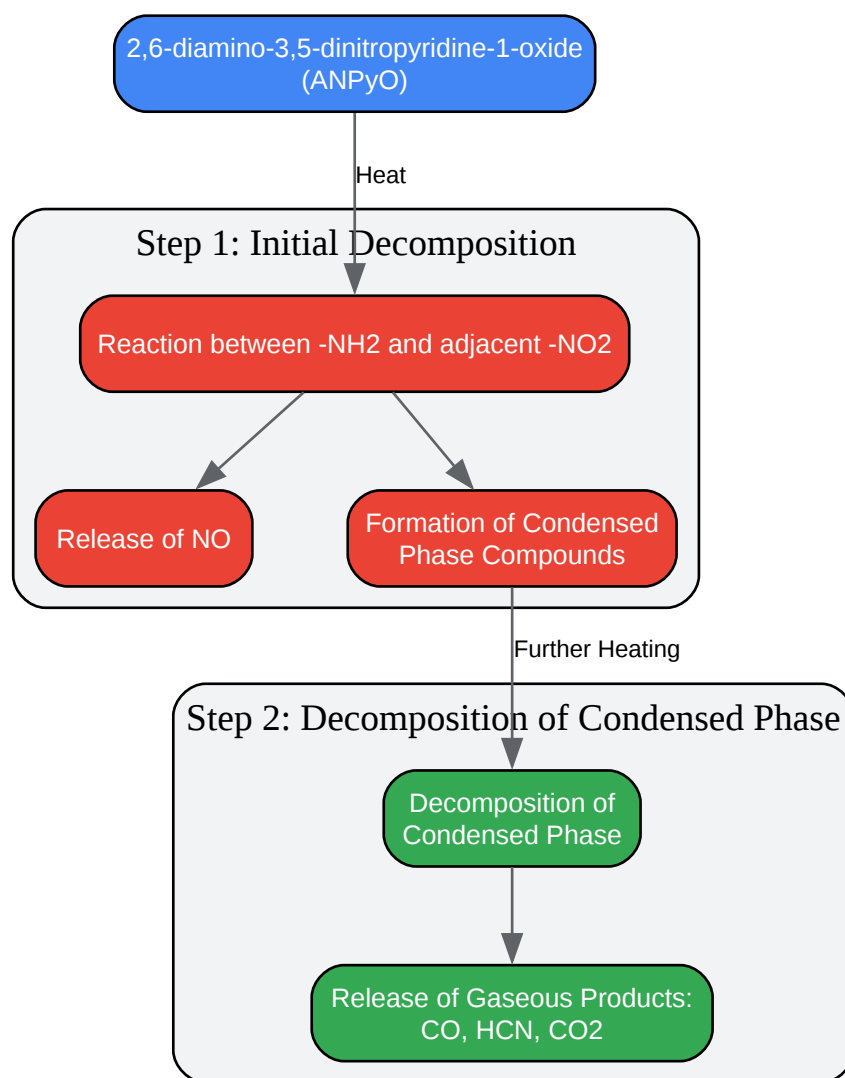 2,6-diamino-3,5-dinitropyridine-1-oxide
(ANPyO)
Heat
Step 1: Initial Decomposition
Reaction between -NH2 and adjacent -NO2
Release of NO
Formation of Condensed
Phase Compounds
Further Heating
Step 2: Decomposition of Condensed Phase
Decomposition of
Condensed Phase
Release of Gaseous Products:
CO, HCN, CO2